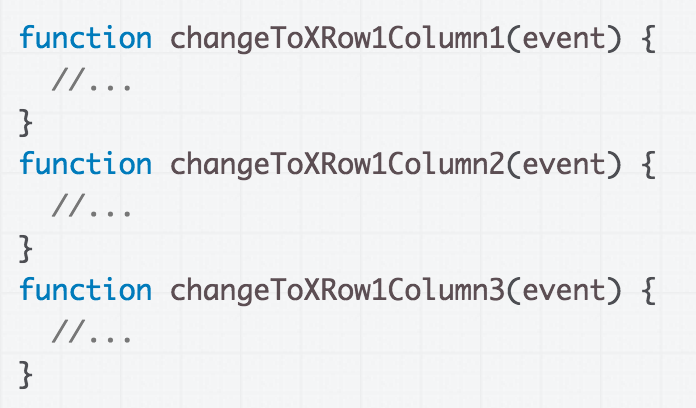 function changeToXRow1Column1(event) {
  //...
}
function changeToXRow1Column2(event) {
  //...
}
function changeToXRow1Column3(event) {
  //...
}